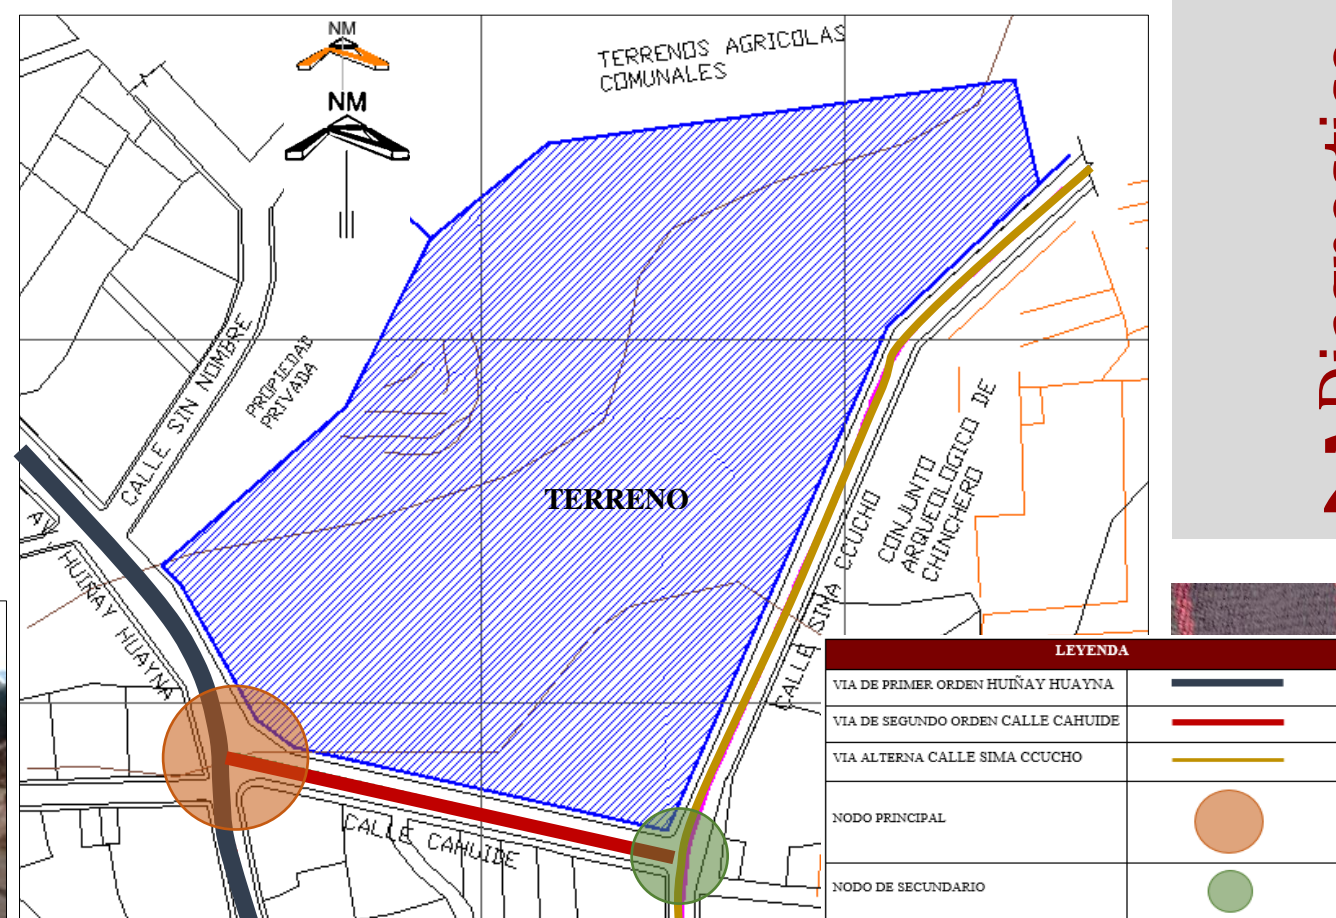 NM
NM
TERRENOS AGRICOLAS
COMUNALES
CALLE SIN NOMBRE
PROPIEDAD
PRIVADA
TERRENO
AV. HUIÑAY HUAYNA
CALLE SIMA CCUCHO
CONJUNTO
ARQUEOLOGICO DE
CHINCHERO
CALLE CAHUIDE
LEYENDA
VIA DE PRIMER ORDEN HUIÑAY HUAYNA
VIA DE SEGUNDO ORDEN CALLE CAHUIDE
VIA ALTERNA CALLE SIMA CCUCHO
NODO PRINCIPAL
NODO DE SECUNDARIO